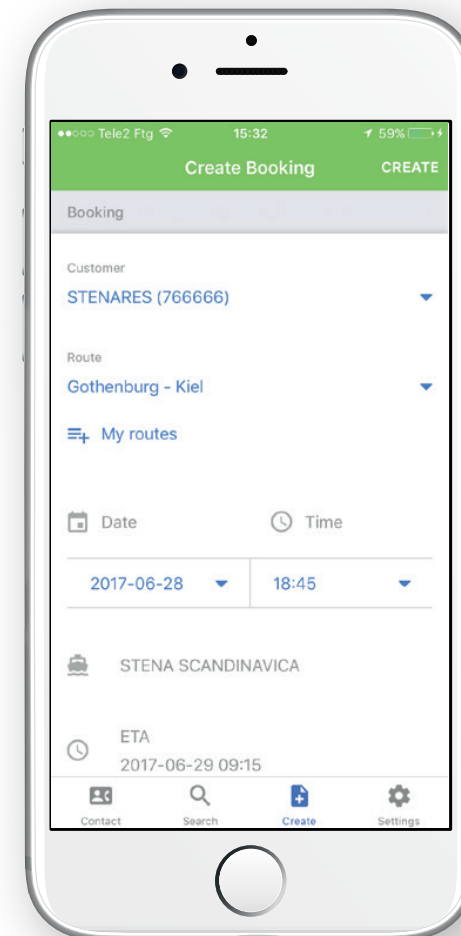 Tele2 Ftg 15:32 59%
Create Booking CREATE
Booking
Customer
STENARES (766666)
Route
Gothenburg - Kiel
My routes
Date Time
2017-06-28 18:45
STENA SCANDINAVICA
ETA
2017-06-29 09:15
Contact Search Create Settings